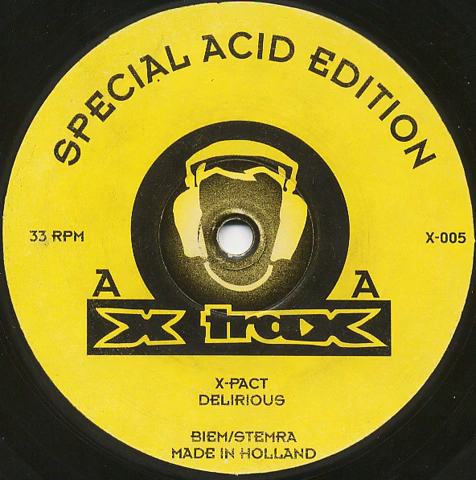 SPECIAL ACID EDITION
33 RPM
X-005
A A
X traX
X-PACT
DELIRIOUS
BIEM/STEMRA
MADE IN HOLLAND